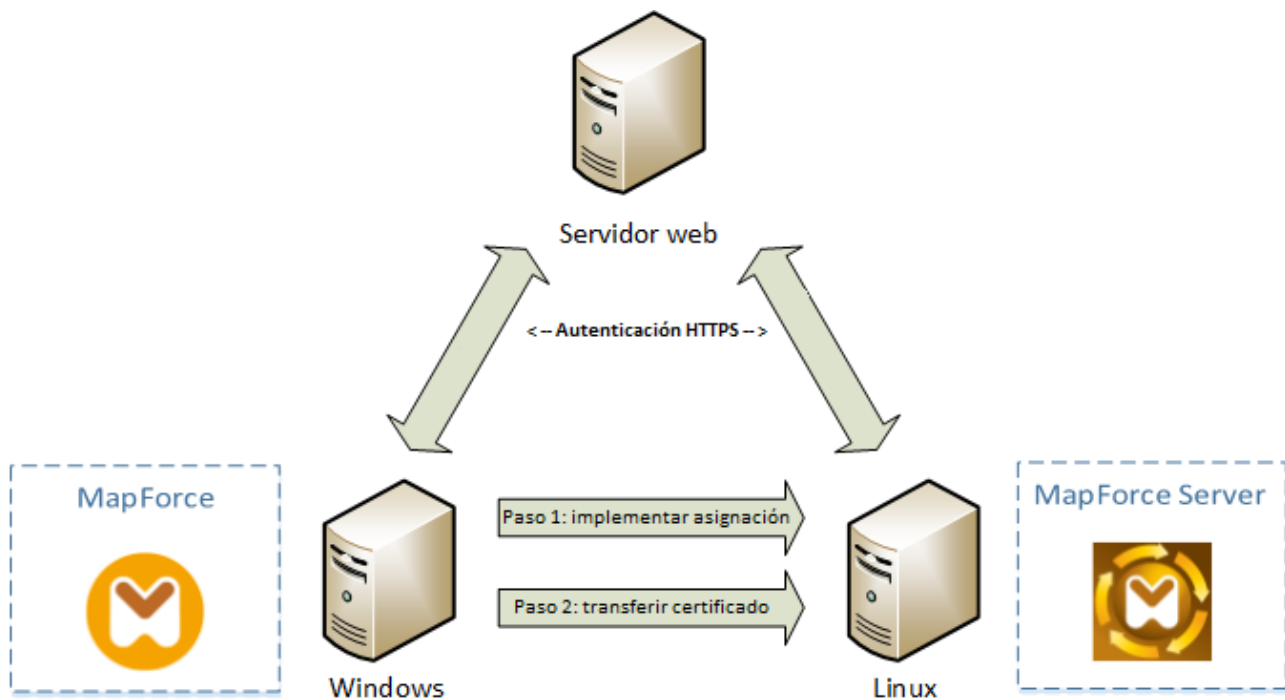 Servidor web
< -- Autenticación HTTPS -- >
MapForce
MapForce Server
Paso 1: implementar asignación
Paso 2: transferir certificado
Windows
Linux